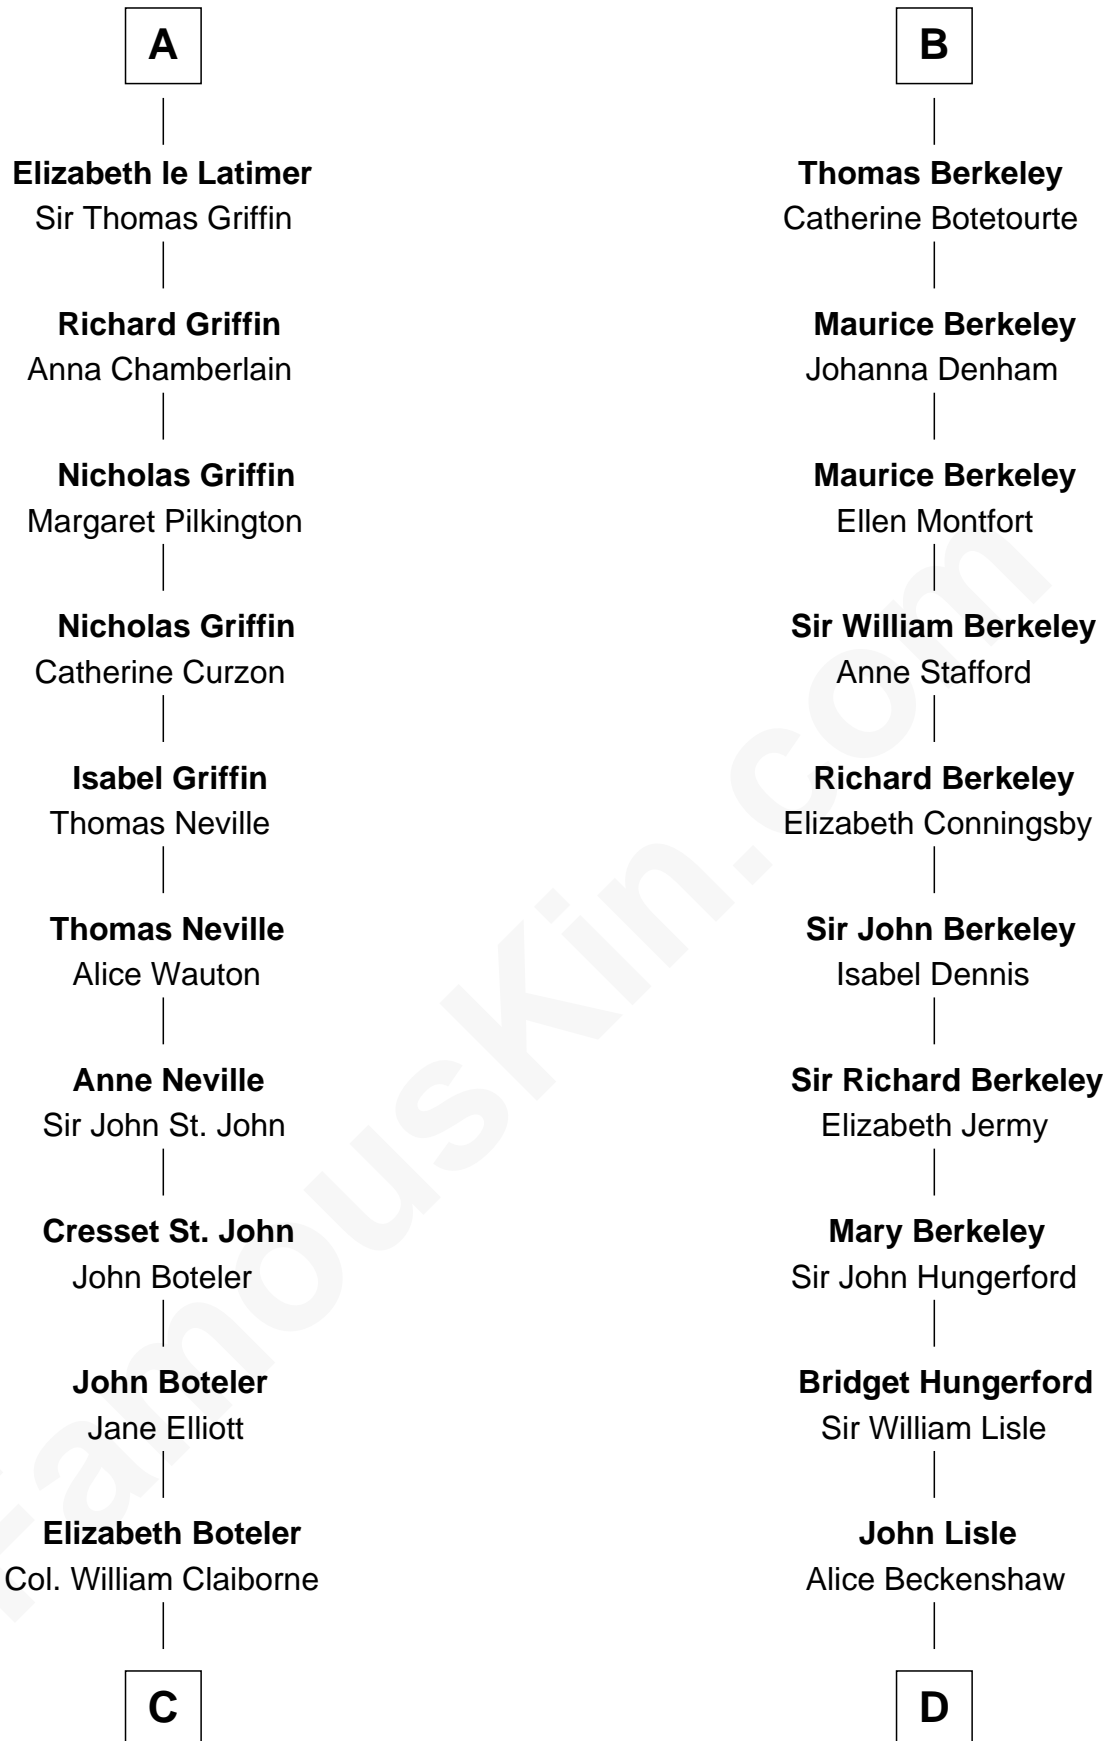 A
Elizabeth le Latimer
Sir Thomas Griffin
Richard Griffin
Anna Chamberlain
Nicholas Griffin
Margaret Pilkington
Nicholas Griffin
Catherine Curzon
Isabel Griffin
Thomas Neville
Thomas Neville
Alice Wauton
Anne Neville
Sir John St. John
Cresset St. John
John Boteler
John Boteler
Jane Elliott
Elizabeth Boteler
Col. William Claiborne
C
B
Thomas Berkeley
Catherine Botetourte
Maurice Berkeley
Johanna Denham
Maurice Berkeley
Ellen Montfort
Sir William Berkeley
Anne Stafford
Richard Berkeley
Elizabeth Conningsby
Sir John Berkeley
Isabel Dennis
Sir Richard Berkeley
Elizabeth Jermy
Mary Berkeley
Sir John Hungerford
Bridget Hungerford
Sir William Lisle
John Lisle
Alice Beckenshaw
D
FamousKin.com